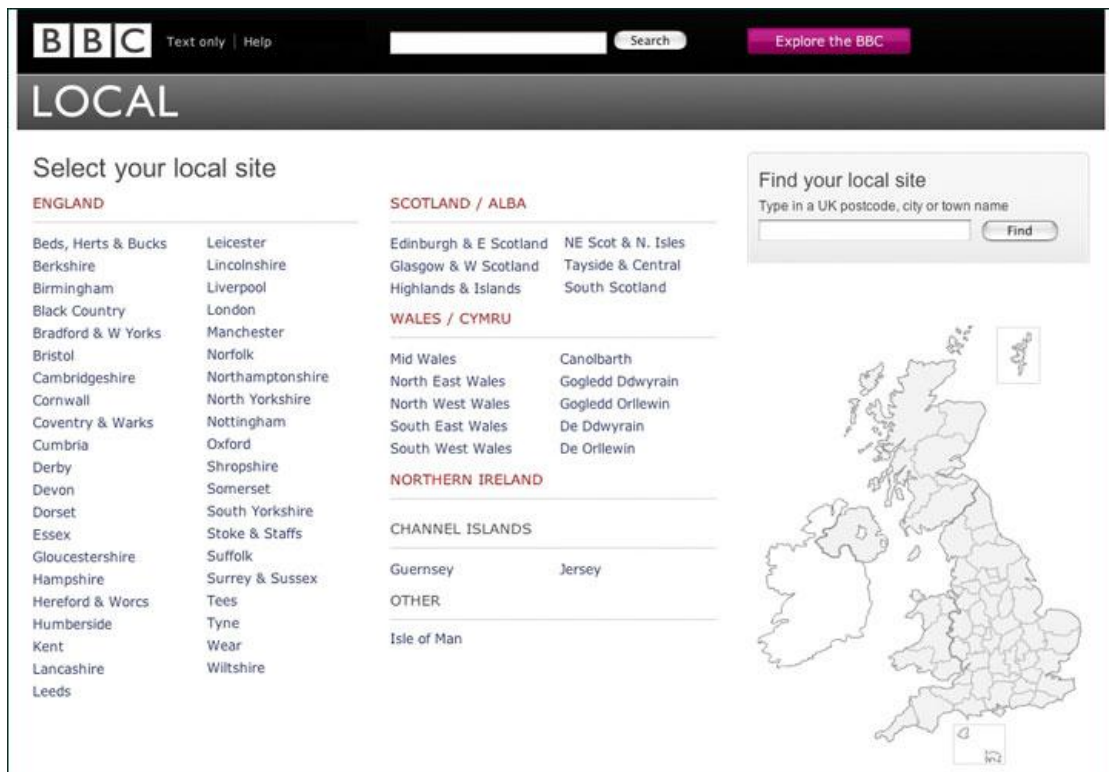 BBC Text only | Help Search Explore the BBC
LOCAL
Select your local site
ENGLAND
Beds, Herts & Bucks
Berkshire
Birmingham
Black Country
Bradford & W Yorks
Bristol
Cambridgeshire
Cornwall
Coventry & Warks
Cumbria
Derby
Devon
Dorset
Essex
Gloucestershire
Hampshire
Hereford & Worcs
Humberside
Kent
Lancashire
Leeds
Leicester
Lincolnshire
Liverpool
London
Manchester
Norfolk
Northamptonshire
North Yorkshire
Nottingham
Oxford
Shropshire
Somerset
South Yorkshire
Stoke & Staffs
Suffolk
Surrey & Sussex
Tees
Tyne
Wear
Wiltshire
SCOTLAND / ALBA
Edinburgh & E Scotland
Glasgow & W Scotland
Highlands & Islands
NE Scot & N. Isles
Tayside & Central
South Scotland
WALES / CYMRU
Mid Wales
North East Wales
North West Wales
South East Wales
South West Wales
Canolbarth
Gogledd Ddwyrain
Gogledd Orllewin
De Ddwyrain
De Orllewin
NORTHERN IRELAND
CHANNEL ISLANDS
Guernsey
Jersey
OTHER
Isle of Man
Find your local site
Type in a UK postcode, city or town name
Find